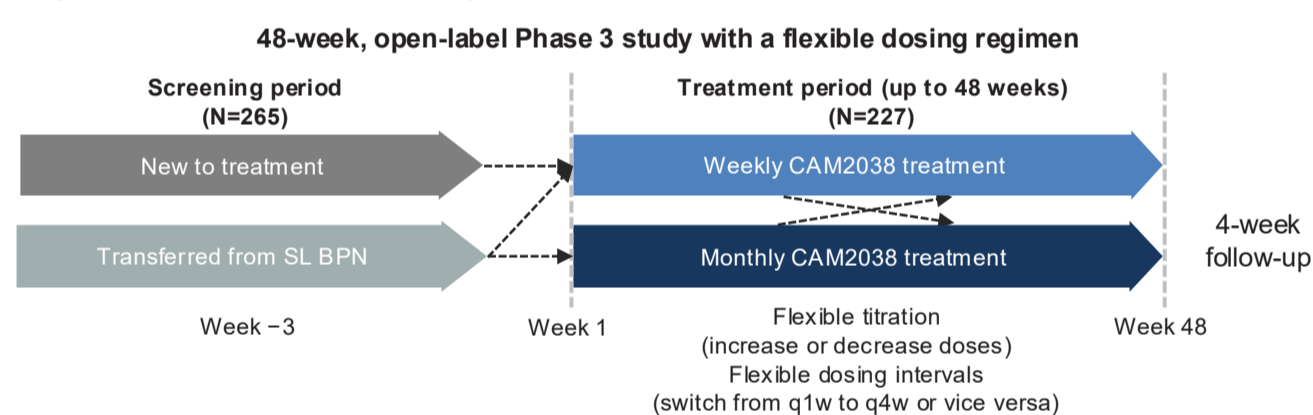 48-week, open-label Phase 3 study with a flexible dosing regimen
Screening period
(N=265)
Treatment period (up to 48 weeks)
(N=227)
New to treatment
Weekly CAM2038 treatment
Transferred from SL BPN
Monthly CAM2038 treatment
4-week
follow-up
Week −3
Week 1
Flexible titration
(increase or decrease doses)
Flexible dosing intervals
(switch from q1w to q4w or vice versa)
Week 48